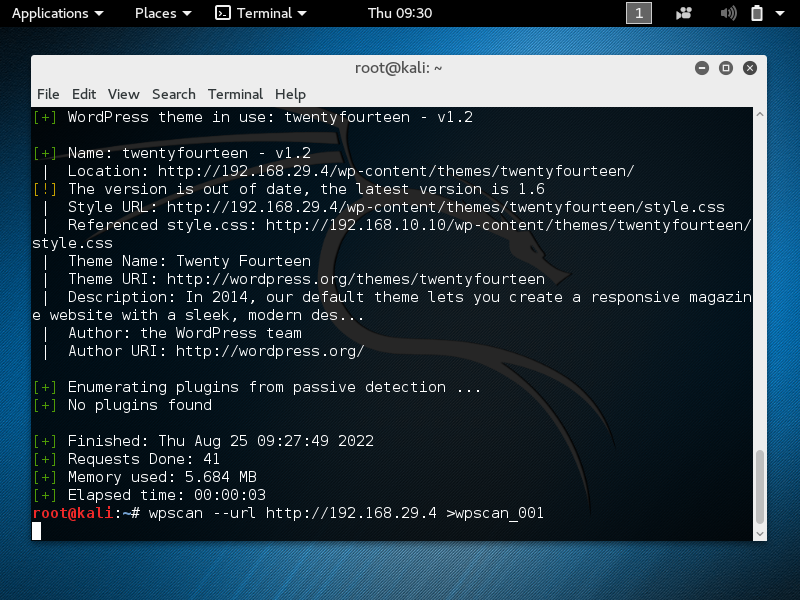 Applications Places Terminal Thu 09:30 1
root@kali: ~
File Edit View Search Terminal Help
[+] WordPress theme in use: twentyfourteen - v1.2
[+] Name: twentyfourteen - v1.2
| Location: http://192.168.29.4/wp-content/themes/twentyfourteen/
[!] The version is out of date, the latest version is 1.6
| Style URL: http://192.168.29.4/wp-content/themes/twentyfourteen/style.css
| Referenced style.css: http://192.168.10.10/wp-content/themes/twentyfourteen/
style.css
| Theme Name: Twenty Fourteen
| Theme URI: http://wordpress.org/themes/twentyfourteen
| Description: In 2014, our default theme lets you create a responsive magazin
e website with a sleek, modern des...
| Author: the WordPress team
| Author URI: http://wordpress.org/
[+] Enumerating plugins from passive detection ...
[+] No plugins found
[+] Finished: Thu Aug 25 09:27:49 2022
[+] Requests Done: 41
[+] Memory used: 5.684 MB
[+] Elapsed time: 00:00:03
root@kali:~# wpscan --url http://192.168.29.4 >wpscan_001